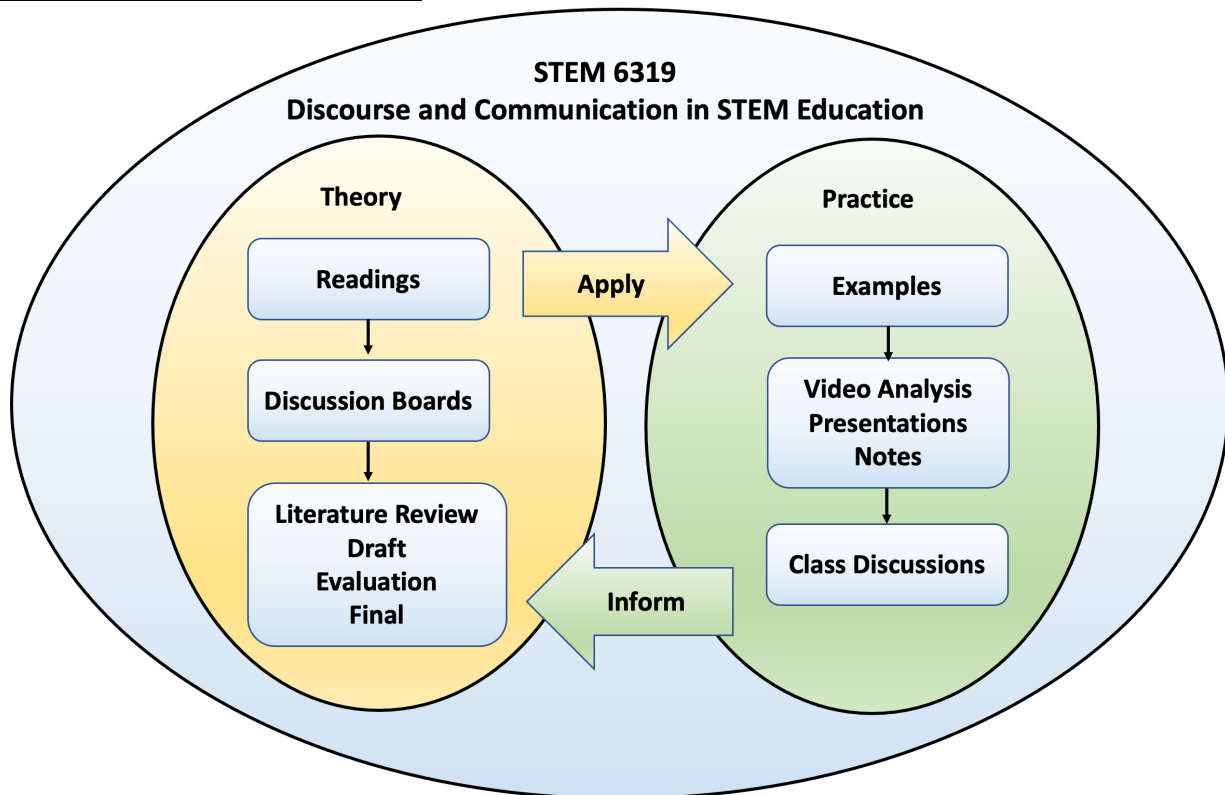 STEM 6319
Discourse and Communication in STEM Education
Theory
Readings
Discussion Boards
Literature Review
Draft
Evaluation
Final
Apply
Inform
Practice
Examples
Video Analysis
Presentations
Notes
Class Discussions